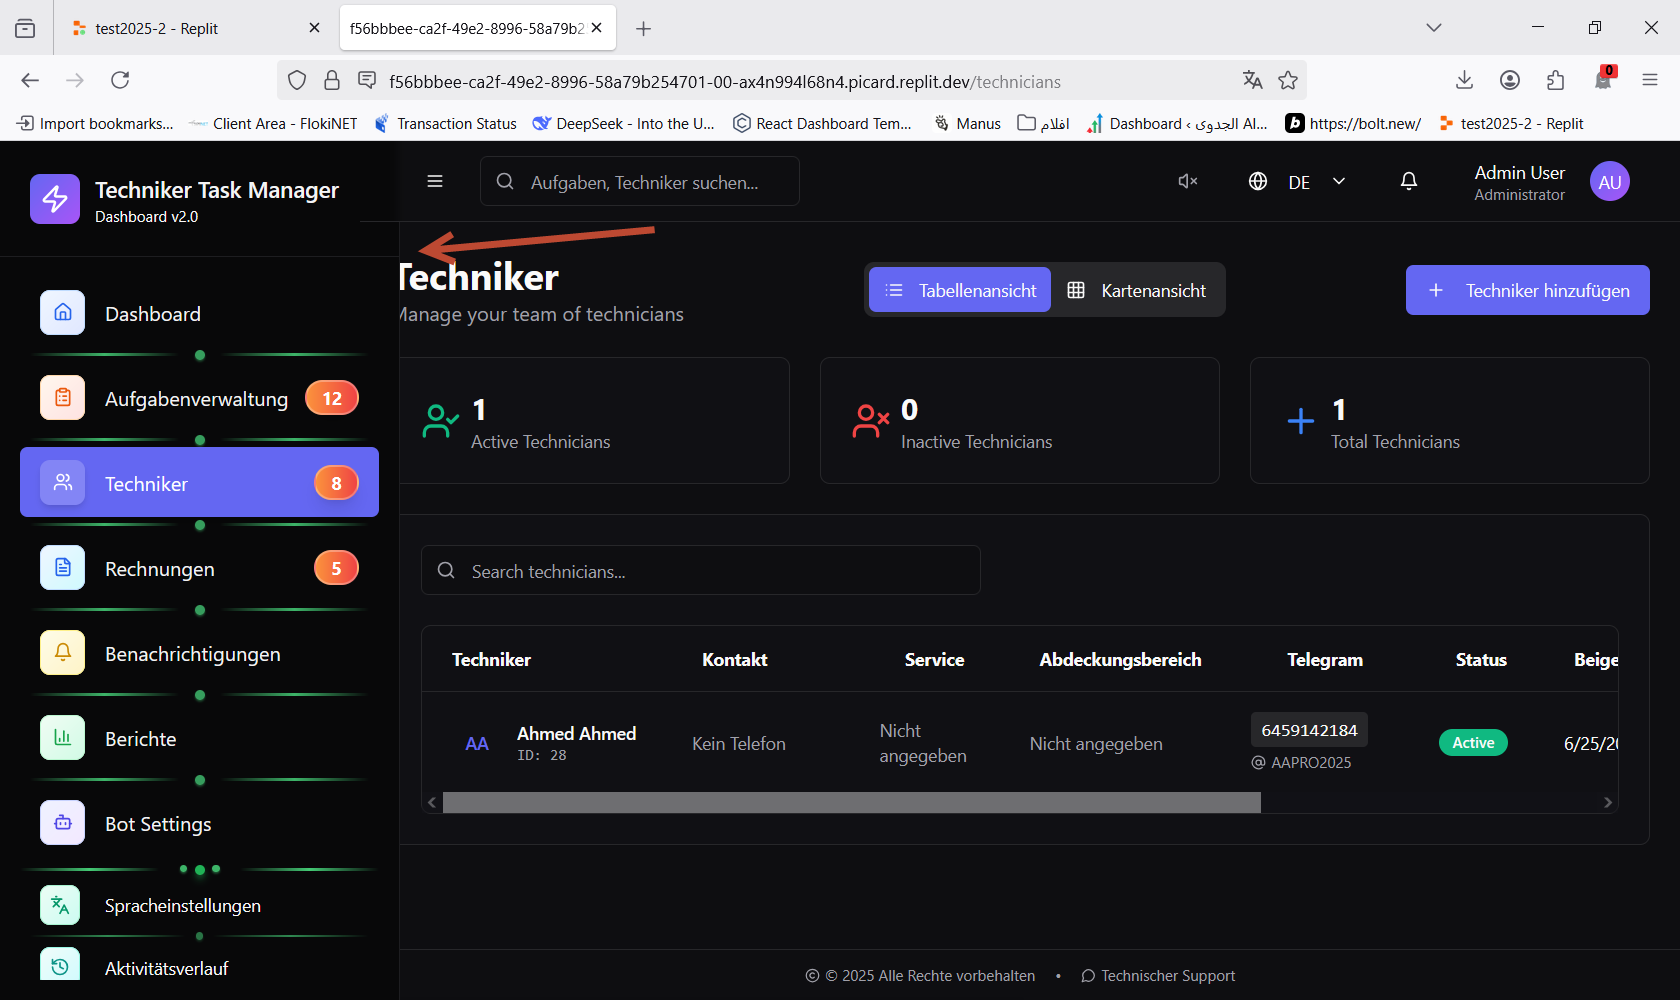 test2025-2 - Replit
f56bbbee-ca2f-49e2-8996-58a79b2
f56bbbee-ca2f-49e2-8996-58a79b254701-00-ax4n994l68n4.picard.replit.dev/technicians
0
Import bookmarks...
Client Area - FlokiNET
Transaction Status
DeepSeek - Into the U...
React Dashboard Tem...
Manus
افلام
Dashboard ‹ الجدوى Al...
https://bolt.new/
test2025-2 - Replit
Techniker Task Manager
Dashboard v2.0
Aufgaben, Techniker suchen...
DE
Admin User
Administrator
AU
Dashboard
Aufgabenverwaltung 12
Techniker 8
Rechnungen 5
Benachrichtigungen
Berichte
Bot Settings
Spracheinstellungen
Aktivitätsverlauf
Techniker
Manage your team of technicians
Tabellenansicht
Kartenansicht
Techniker hinzufügen
1
Active Technicians
0
Inactive Technicians
1
Total Technicians
Search technicians...
Techniker Kontakt Service Abdeckungsbereich Telegram Status Beige
AA
Ahmed Ahmed
ID: 28
Kein Telefon
Nicht
angegeben
Nicht angegeben
6459142184
@ AAPRO2025
Active
6/25/20
© © 2025 Alle Rechte vorbehalten • Technischer Support